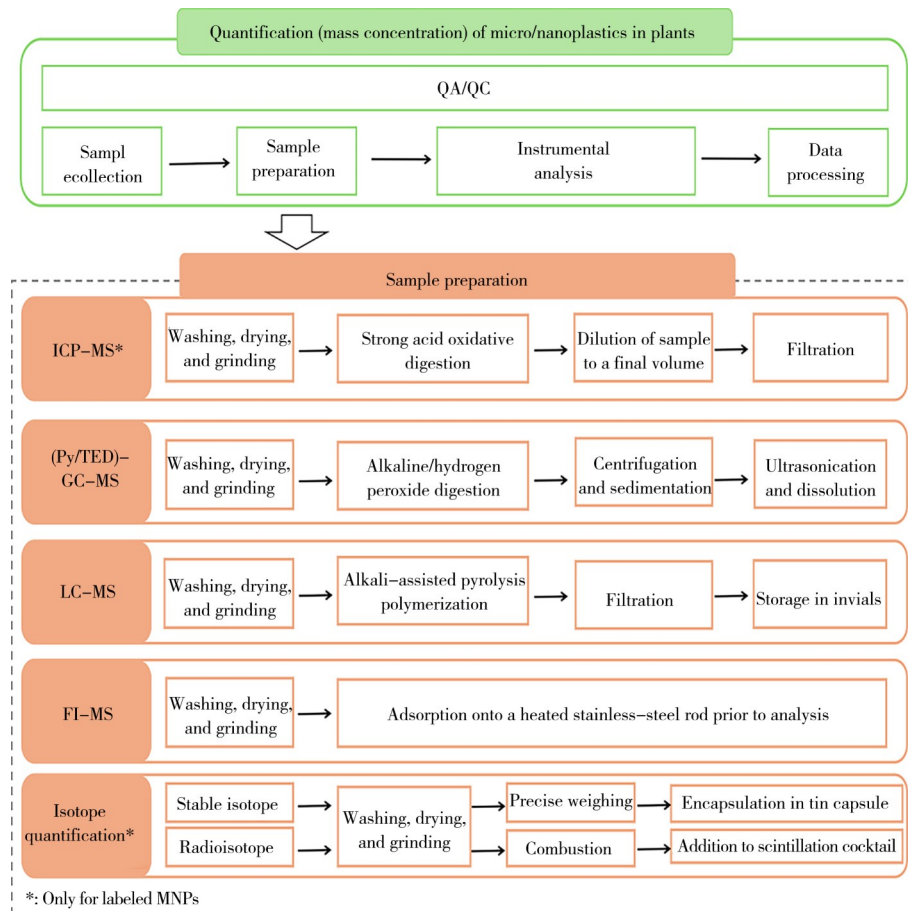 Quantification (mass concentration) of micro/nanoplastics in plants
QA/QC
Sampl
ecollection
Sample
preparation
Instrumental
analysis
Data
processing
Sample preparation
ICP-MS*
Washing, drying,
and grinding
Strong acid oxidative
digestion
Dilution of sample
to a final volume
Filtration
(Py/TED)-
GC-MS
Washing, drying,
and grinding
Alkaline/hydrogen
peroxide digestion
Centrifugation
and sedimentation
Ultrasonication
and dissolution
LC-MS
Washing, drying,
and grinding
Alkali-assisted pyrolysis
polymerization
Filtration
Storage in invials
FI-MS
Washing, drying,
and grinding
Adsorption onto a heated stainless-steel rod prior to analysis
Isotope
quantification*
Stable isotope
Radioisotope
Washing, drying,
and grinding
Precise weighing
Encapsulation in tin capsule
Combustion
Addition to scintillation cocktail
*: Only for labeled MNPs